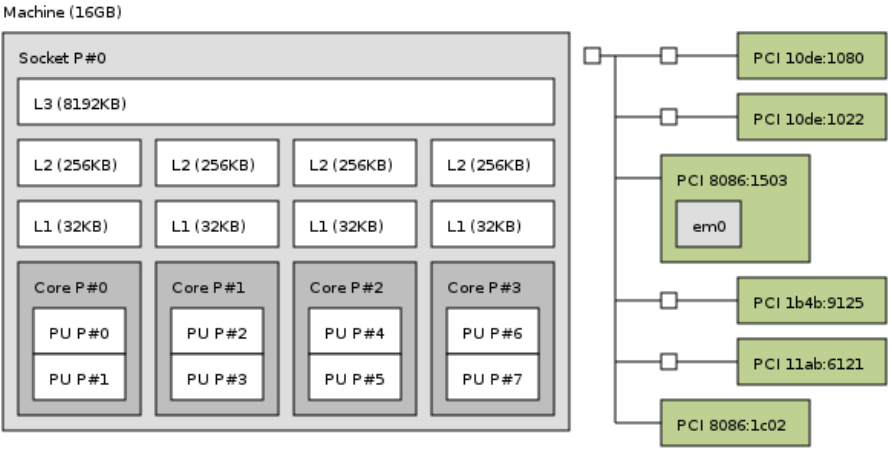 Machine (16GB)
Socket P#0
L3 (8192KB)
L2 (256KB) L2 (256KB) L2 (256KB) L2 (256KB)
L1 (32KB) L1 (32KB) L1 (32KB) L1 (32KB)
Core P#0 Core P#1 Core P#2 Core P#3
PU P#0 PU P#2 PU P#4 PU P#6
PU P#1 PU P#3 PU P#5 PU P#7
PCI 10de:1080
PCI 10de:1022
PCI 8086:1503
em0
PCI 1b4b:9125
PCI 11ab:6121
PCI 8086:1c02